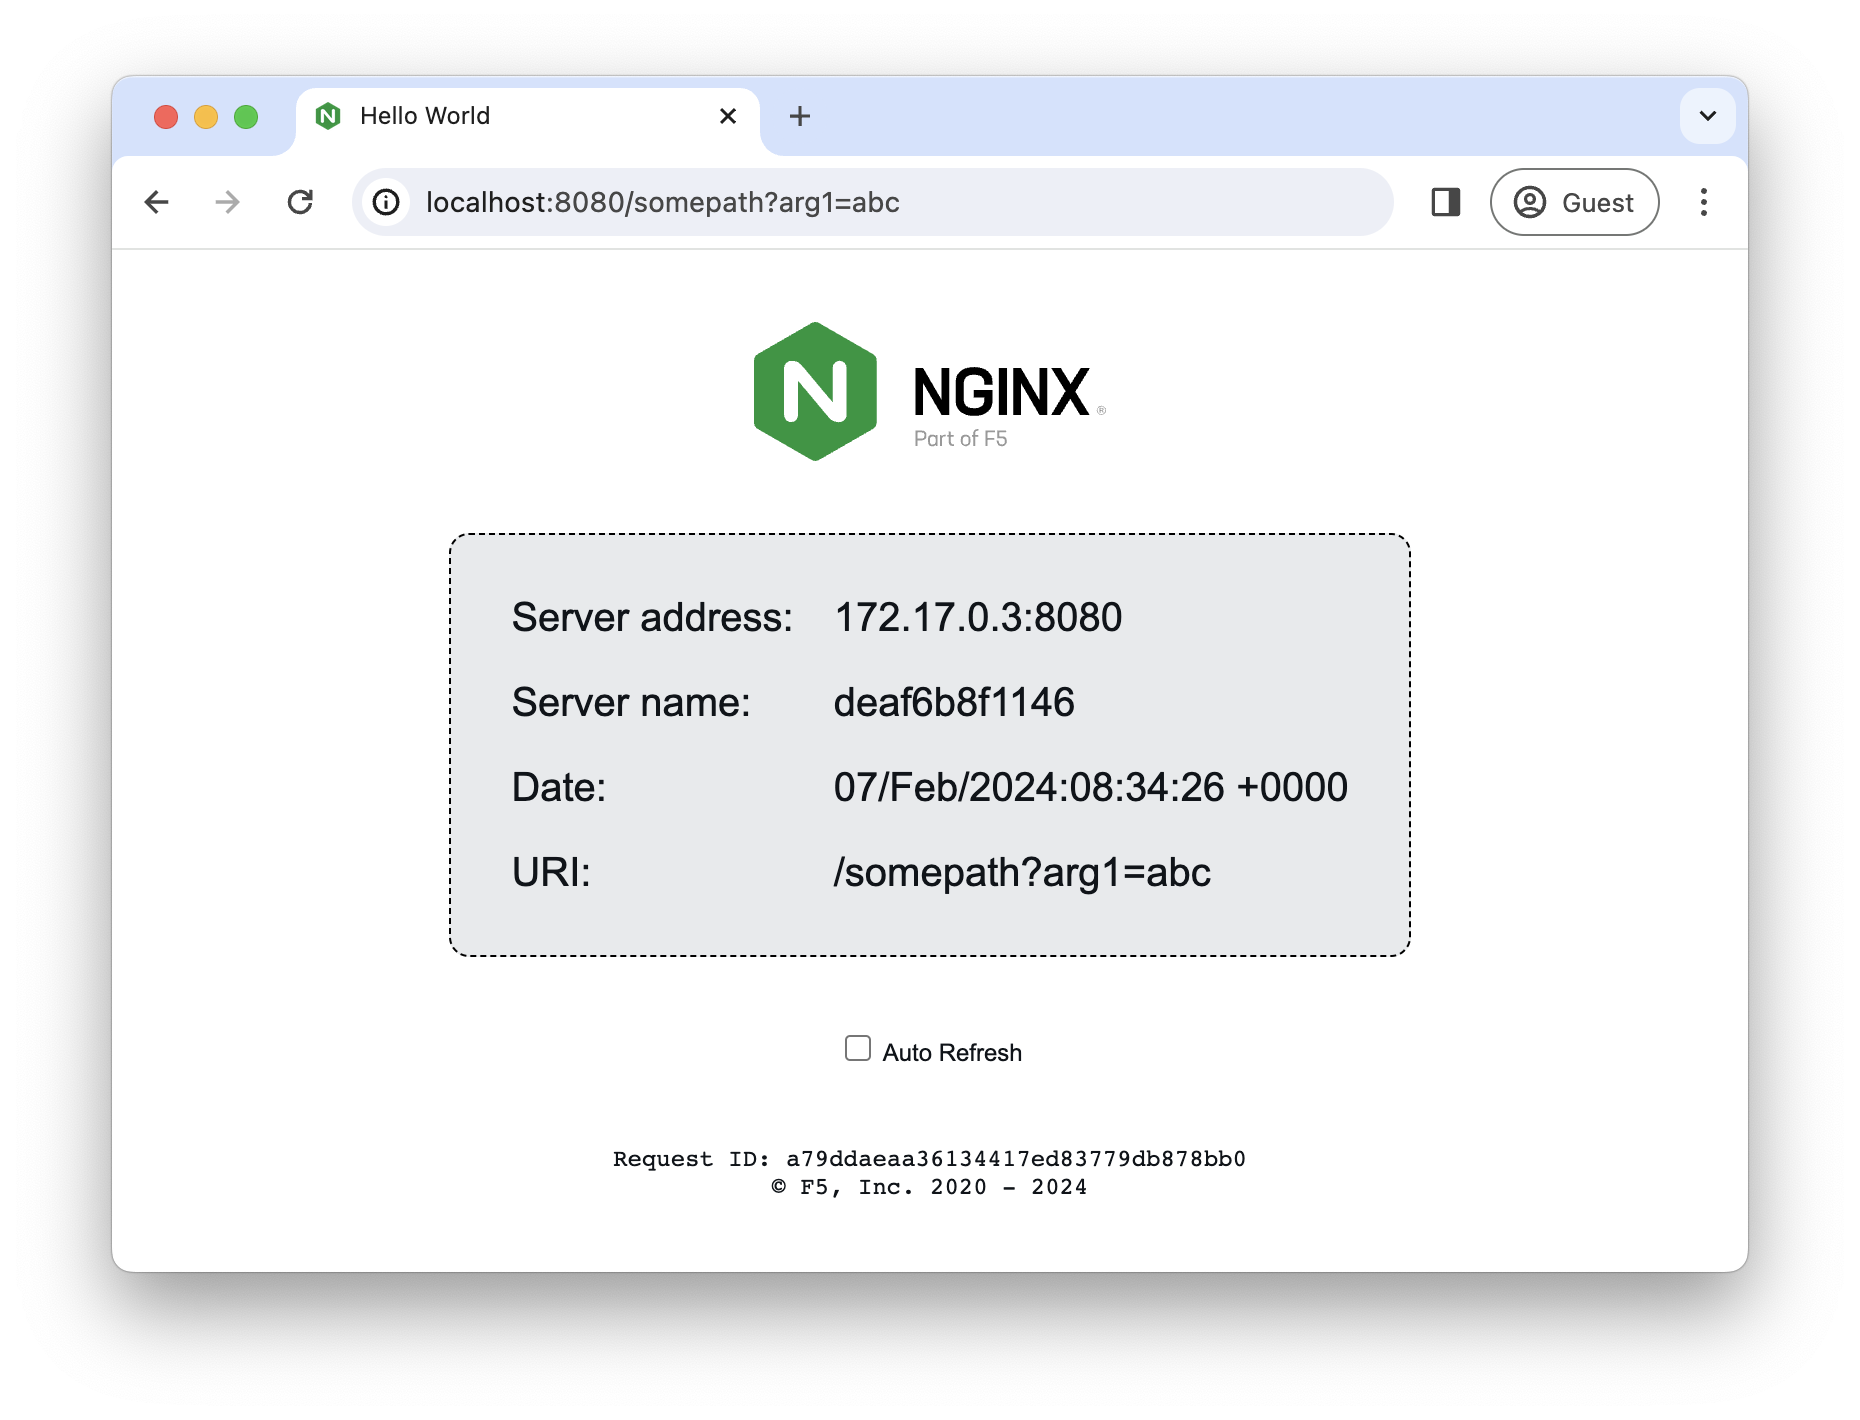 Hello World
localhost:8080/somepath?arg1=abc
Guest
NGINX®
Part of F5
Server address: 172.17.0.3:8080
Server name: deaf6b8f1146
Date: 07/Feb/2024:08:34:26 +0000
URI: /somepath?arg1=abc
Auto Refresh
Request ID: a79ddaeaa36134417ed83779db878bb0
© F5, Inc. 2020 - 2024